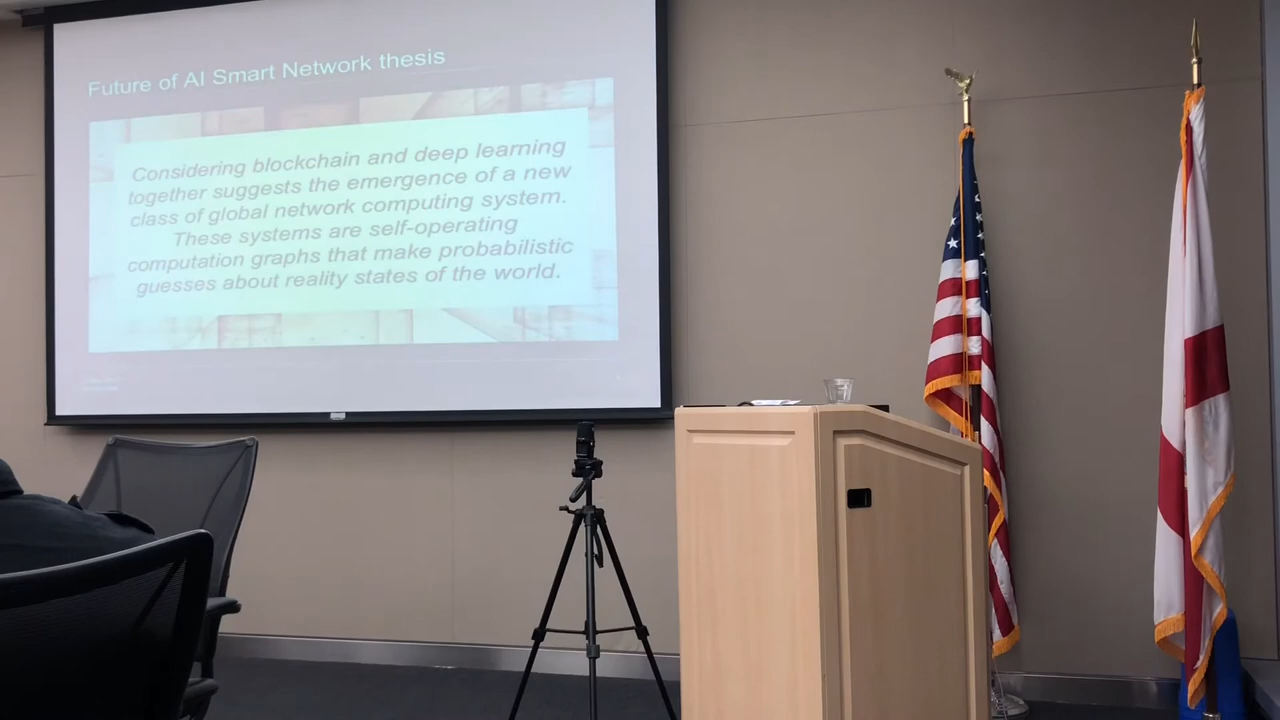 Future of AI Smart Network thesis
Considering blockchain and deep learning
together suggests the emergence of a new
class of global network computing system.
These systems are self-operating
computation graphs that make probabilistic
guesses about reality states of the world.